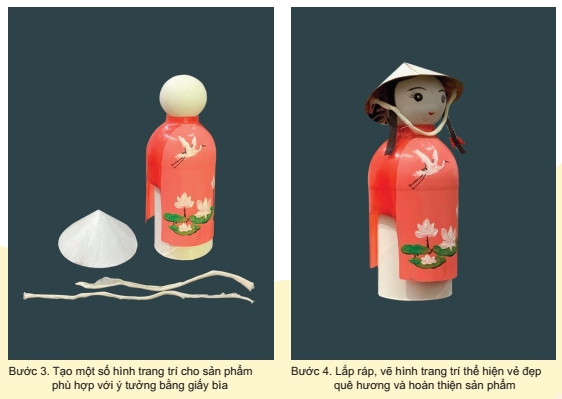 Bước 3. Tạo một số hình trang trí cho sản phẩm
phù hợp với ý tưởng bằng giấy bìa
Bước 4. Lắp ráp, vẽ hình trang trí thể hiện vẻ đẹp
quê hương và hoàn thiện sản phẩm